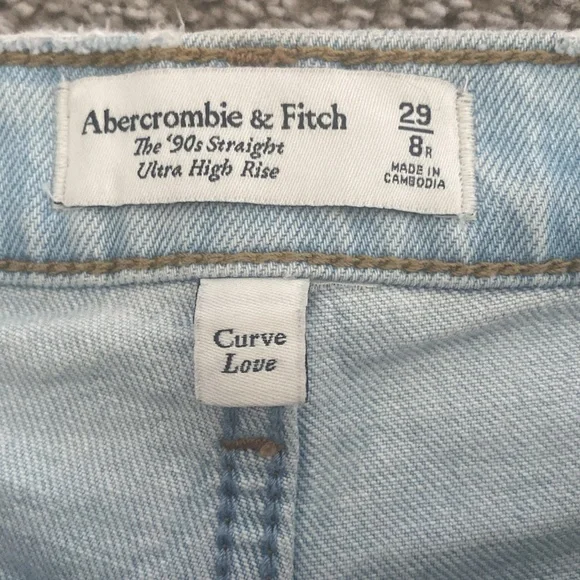 Abercrombie & Fitch
The '90s Straight
Ultra High Rise
29
8R
MADE IN
CAMBODIA
Curve
Love